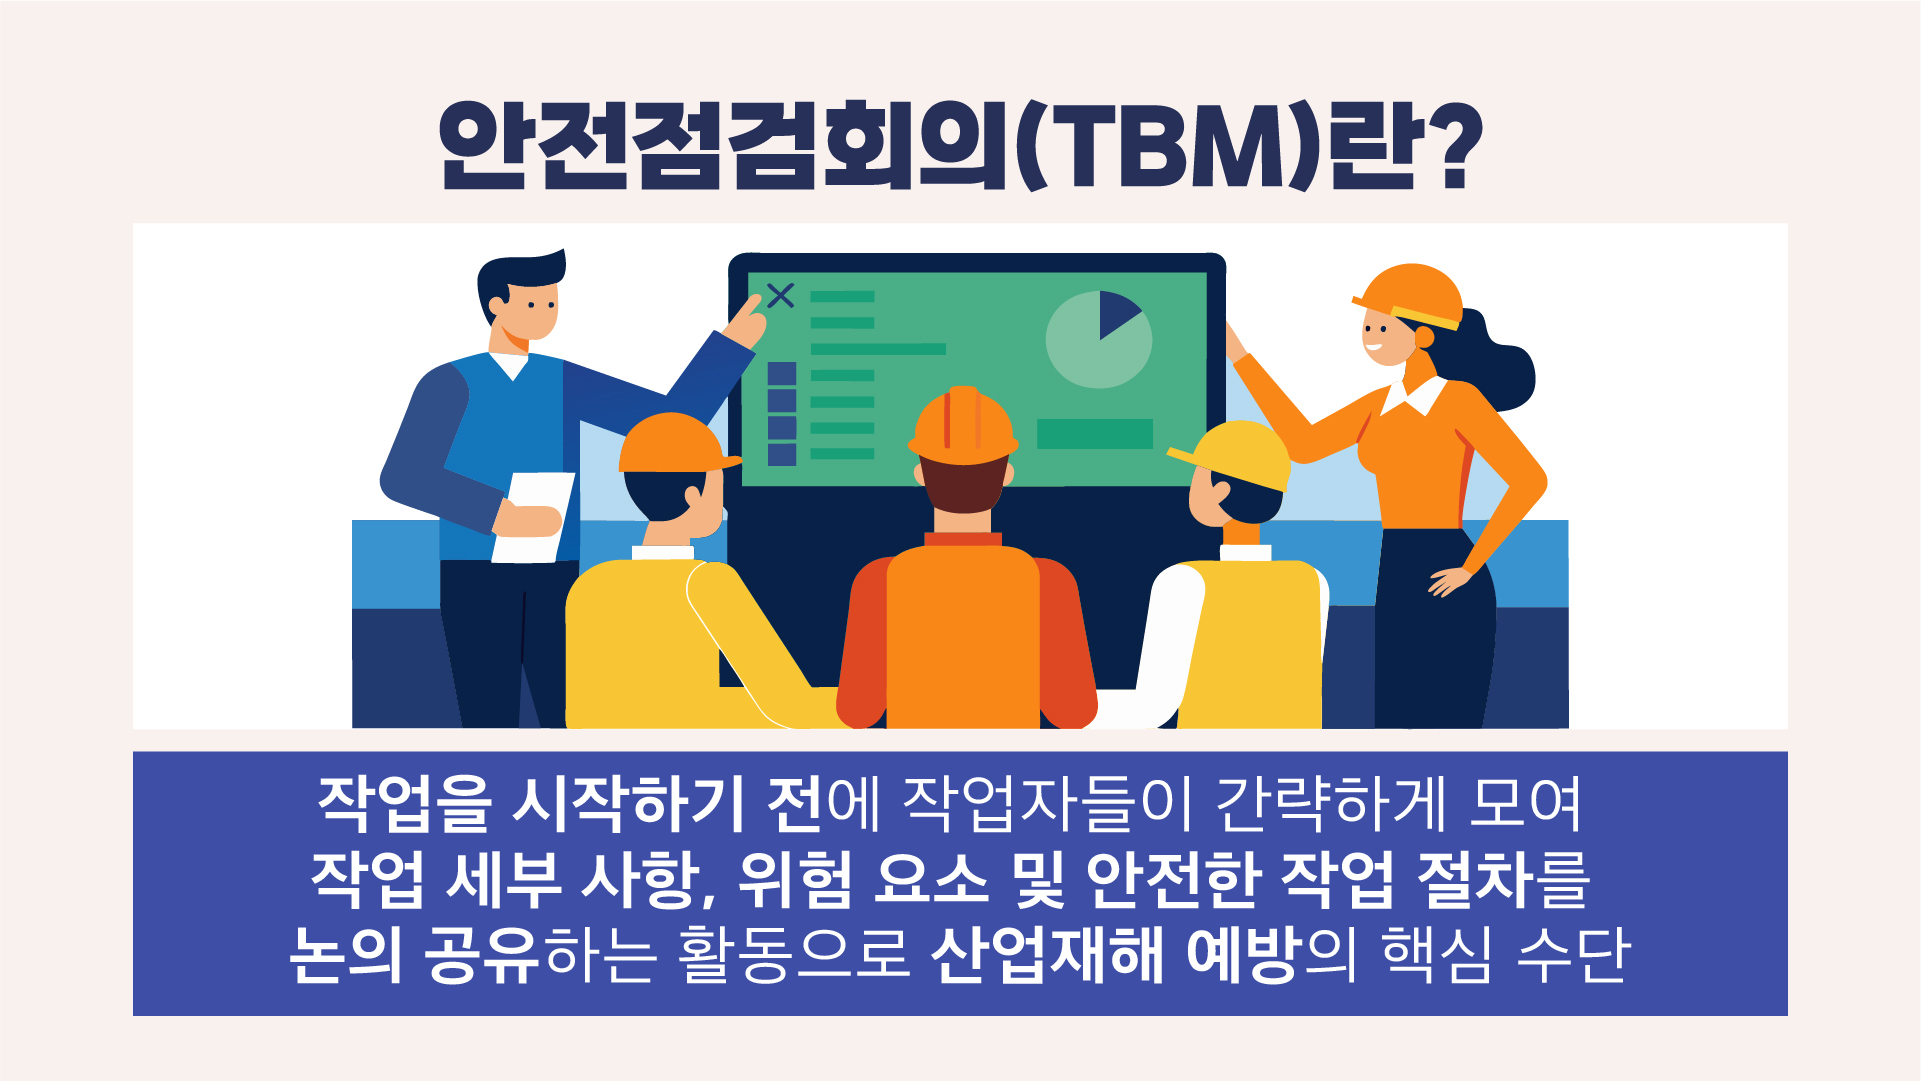 안전점검회의(TBM)란?
작업을 시작하기 전에 작업자들이 간략하게 모여
작업 세부 사항, 위험 요소 및 안전한 작업 절차를
논의 공유하는 활동으로 산업재해 예방의 핵심 수단